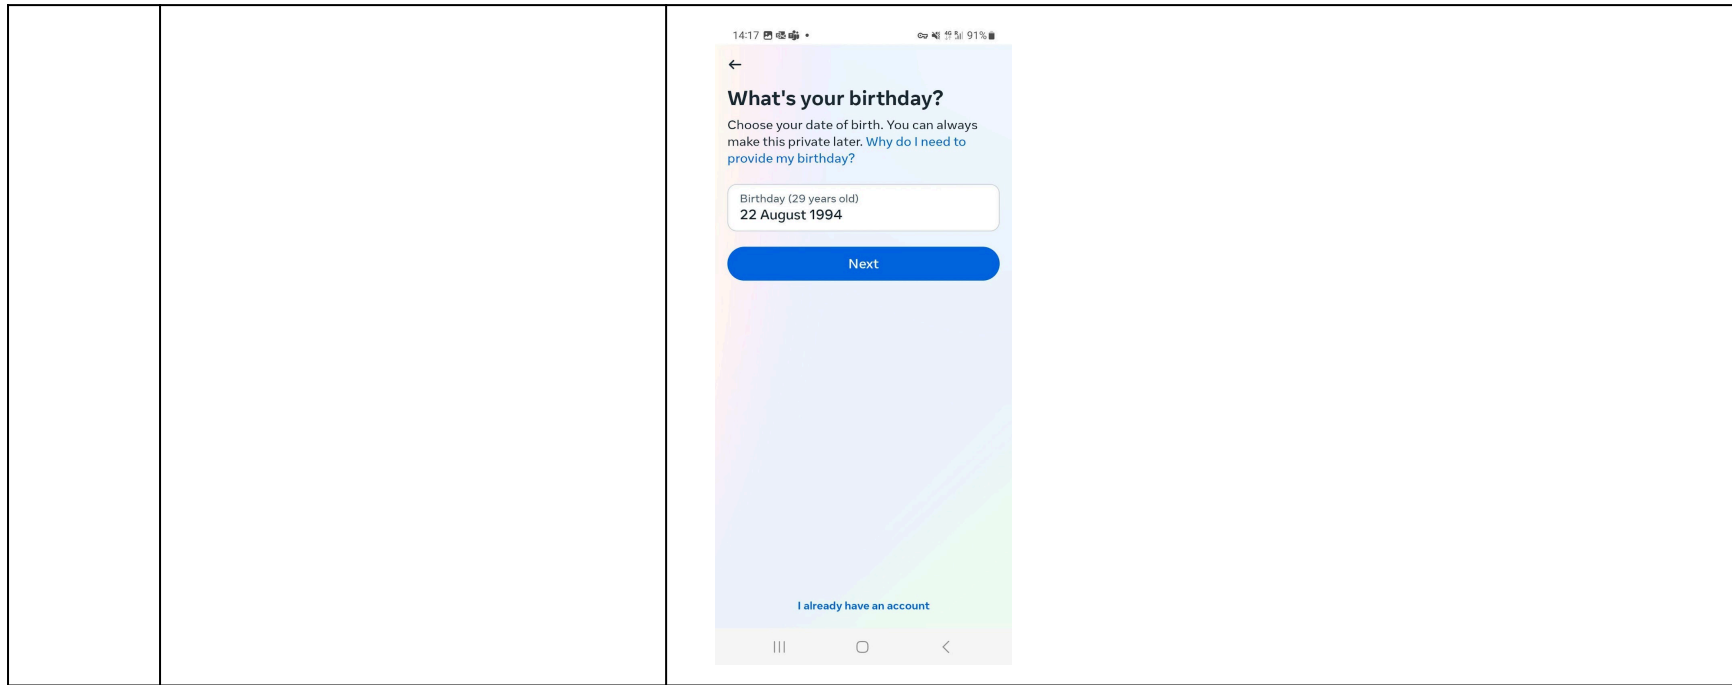 14:17
91%
What's your birthday?
Choose your date of birth. You can always
make this private later. Why do I need to
provide my birthday?
Birthday (29 years old)
22 August 1994
Next
I already have an account